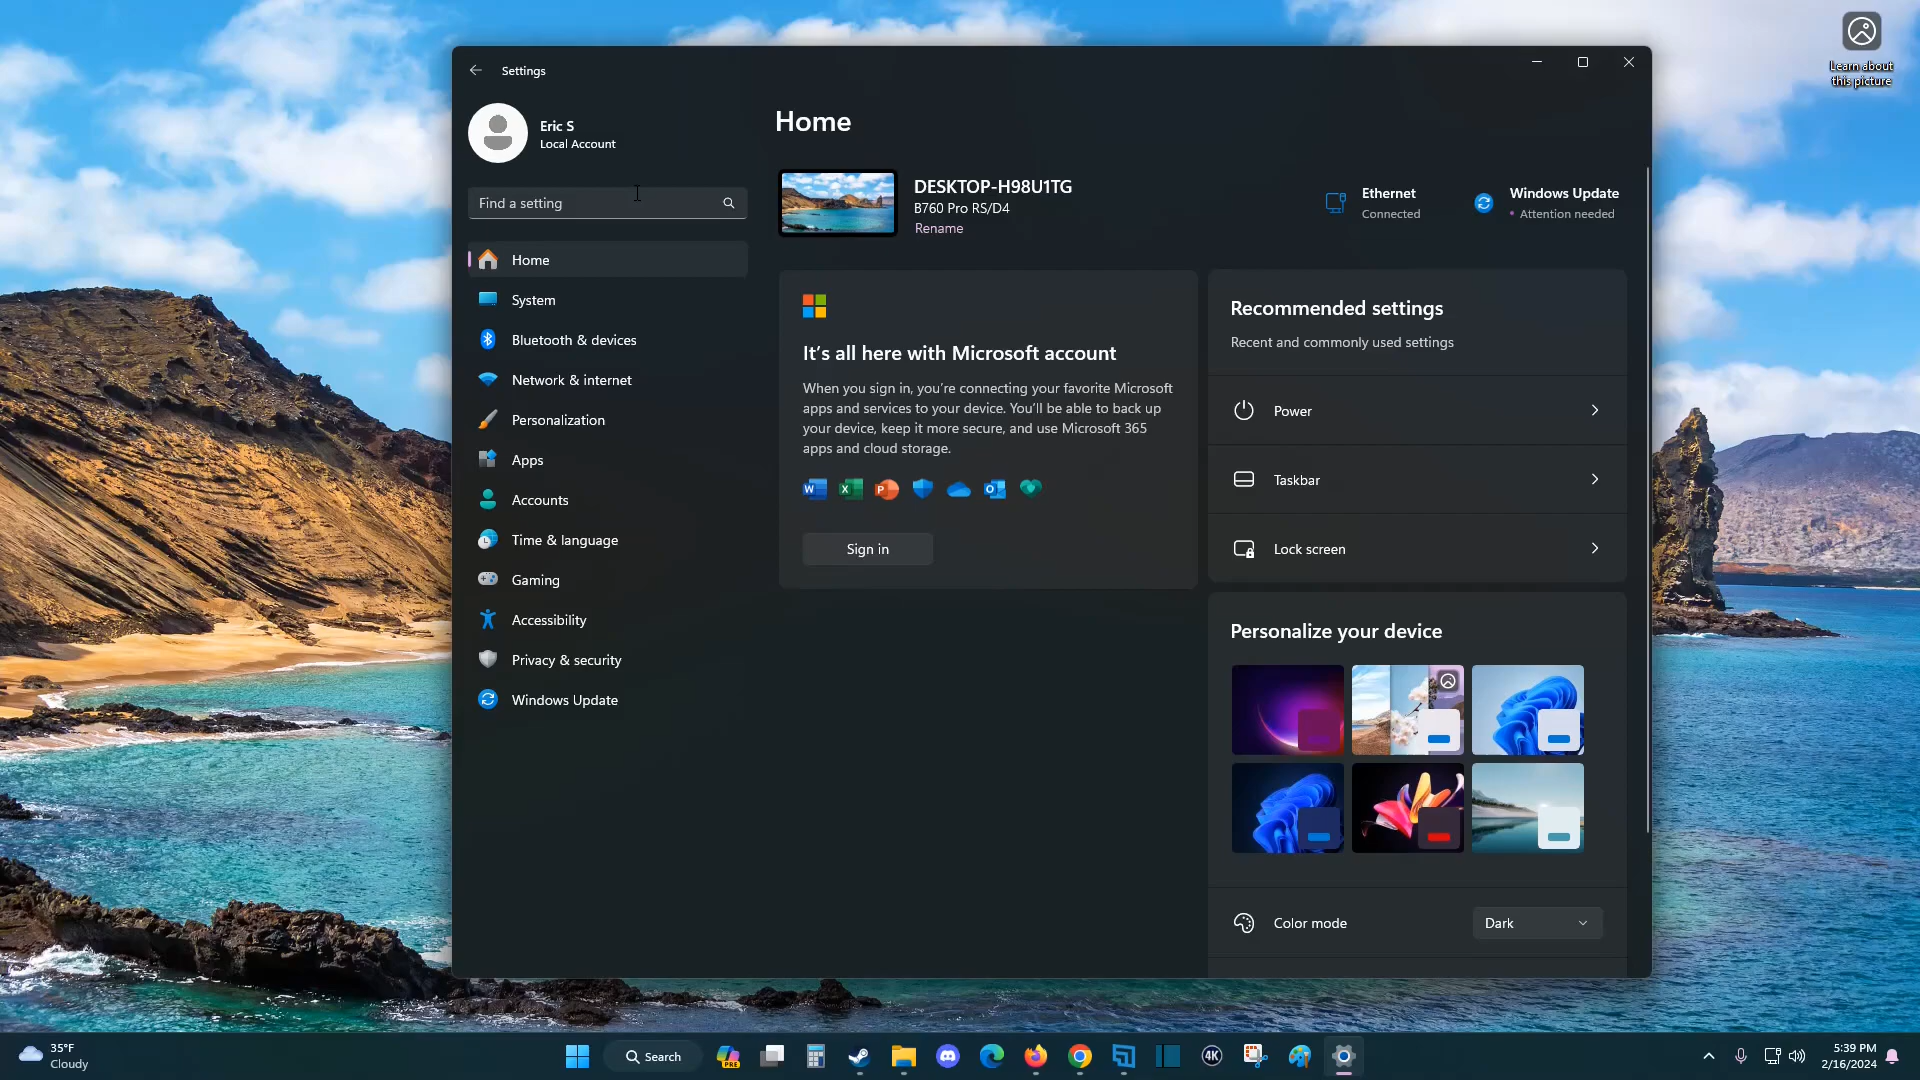 Learn about
this picture
Settings
Eric S
Local Account
Find a setting
Home
System
Bluetooth & devices
Network & internet
Personalization
Apps
Accounts
Time & language
Gaming
Accessibility
Privacy & security
Windows Update
Home
DESKTOP-H98U1TG
B760 Pro RS/D4
Rename
Ethernet
Connected
Windows Update
• Attention needed
It's all here with Microsoft account
When you sign in, you're connecting your favorite Microsoft
apps and services to your device. You'll be able to back up
your device, keep it more secure, and use Microsoft 365
apps and cloud storage.
W X P O
Sign in
Recommended settings
Recent and commonly used settings
Power
Taskbar
Lock screen
Personalize your device
Color mode
Dark
35°F
Cloudy
Search
PRE
4K
5:39 PM
2/16/2024